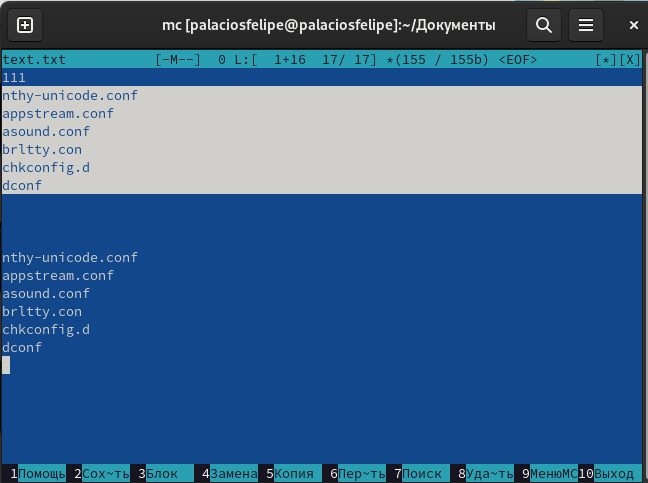 mc [palaciosfelipe@palaciosfelipe]:~/Документы
text.txt [-M--] 0 L:[ 1+16 17/ 17] *(155 / 155b) <EOF> [*][X]
111
nthy-unicode.conf
appstream.conf
asound.conf
brltty.con
chkconfig.d
dconf
nthy-unicode.conf
appstream.conf
asound.conf
brltty.con
chkconfig.d
dconf
1Помощь 2Сох~ть 3Блок 4Замена 5Копия 6Пер~ть 7Поиск 8Уда~ть 9МенюMC 10Выход